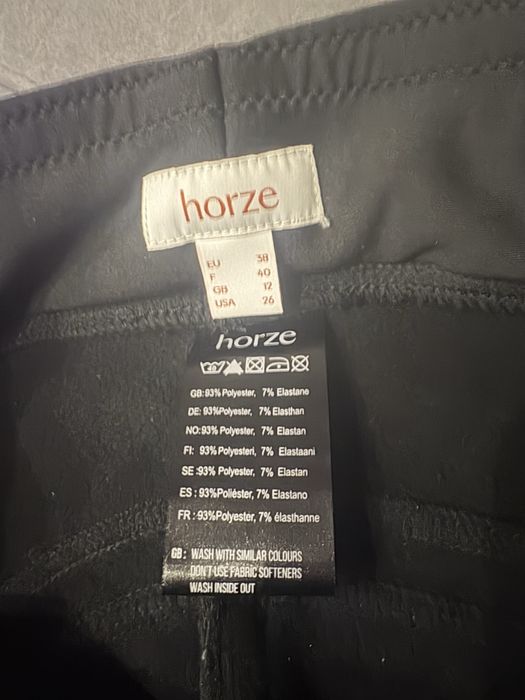 horze
EU 38
F 40
GB 12
USA 26
horze
GB:93% Polyester, 7% Elastane
DE: 93%Polyester, 7% Elasthan
NO:93% Polyester, 7% Elastan
FI: 93% Polyesteri, 7% Elastaani
SE :93% Polyester, 7% Elastan
ES : 93%Poliéster, 7% Elastano
FR : 93%Polyester, 7% élasthanne
GB : WASH WITH SIMILAR COLOURS
DON'T USE FABRIC SOFTENERS
WASH INSIDE OUT